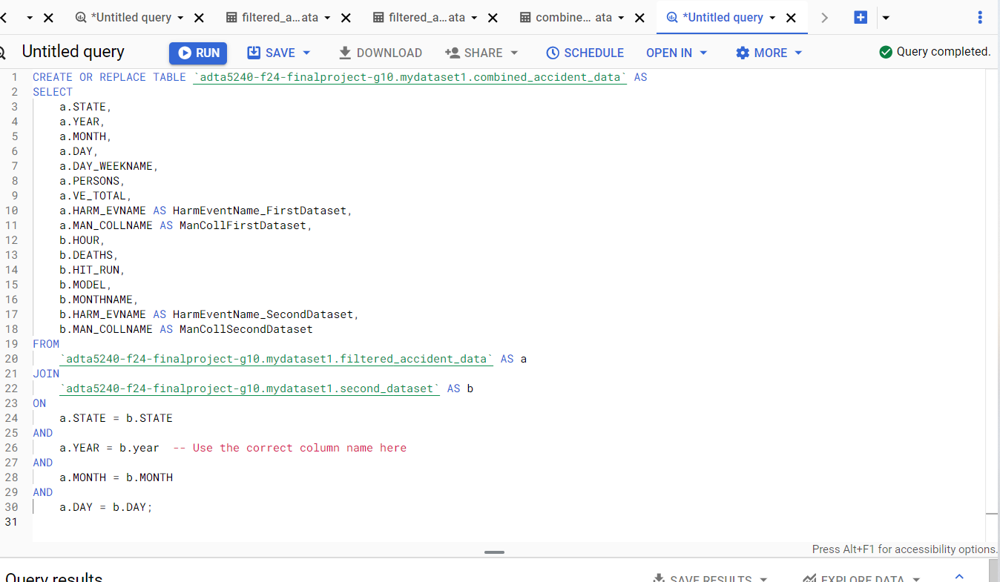 *Untitled query filtered_a...ata filtered_a...ata combine... ata *Untitled query
Untitled query RUN SAVE DOWNLOAD SHARE SCHEDULE OPEN IN MORE Query completed.
1 CREATE OR REPLACE TABLE `adta5240-f24-finalproject-g10.mydataset1.combined_accident_data` AS
2 SELECT
3 a.STATE,
4 a.YEAR,
5 a.MONTH,
6 a.DAY,
7 a.DAY_WEEKNAME,
8 a.PERSONS,
9 a.VE_TOTAL,
10 a.HARM_EVNAME AS HarmEventName_FirstDataset,
11 a.MAN_COLLNAME AS ManCollFirstDataset,
12 b.HOUR,
13 b.DEATHS,
14 b.HIT_RUN,
15 b.MODEL,
16 b.MONTHNAME,
17 b.HARM_EVNAME AS HarmEventName_SecondDataset,
18 b.MAN_COLLNAME AS ManCollSecondDataset
19 FROM
20 `adta5240-f24-finalproject-g10.mydataset1.filtered_accident_data` AS a
21 JOIN
22 `adta5240-f24-finalproject-g10.mydataset1.second_dataset` AS b
23 ON
24 a.STATE = b.STATE
25 AND
26 a.YEAR = b.year -- Use the correct column name here
27 AND
28 a.MONTH = b.MONTH
29 AND
30 a.DAY = b.DAY;
31
Press Alt+F1 for accessibility options.
Query results SAVE RESULTS EXPLORE DATA